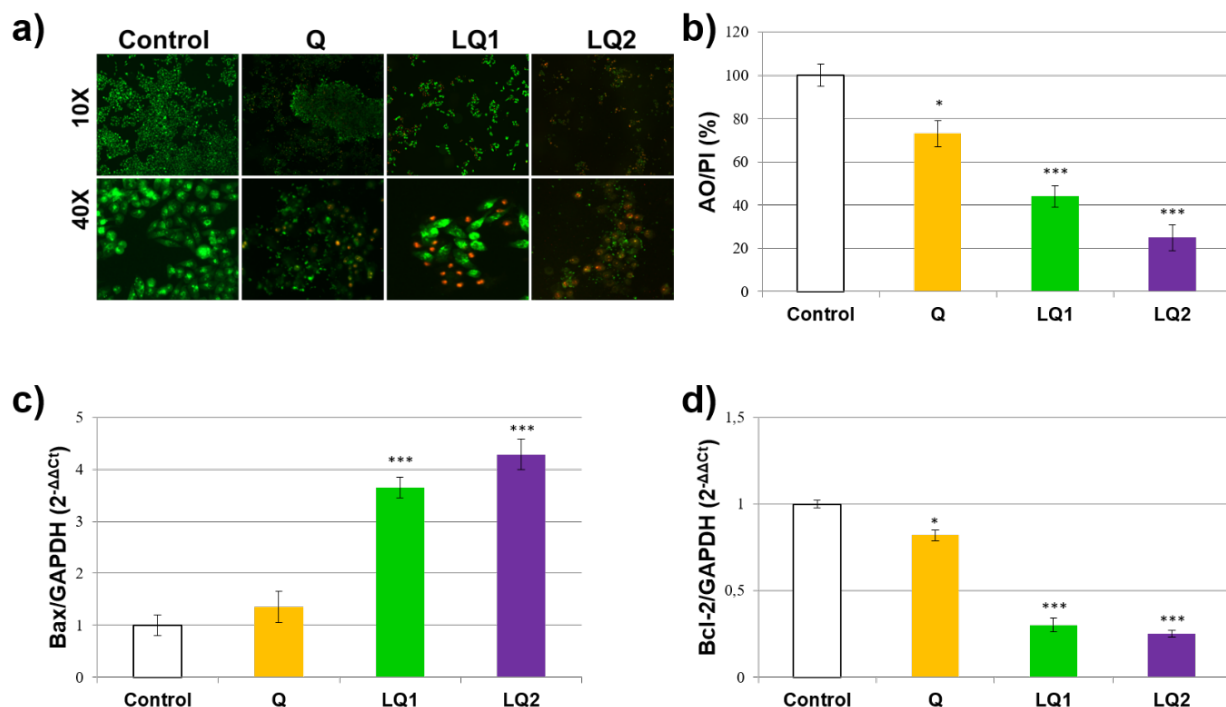 a)
Control Q LQ1 LQ2
10X
40X
b)
AO/PI (%)
120
100
80
60
40
20
0
*
***
***
Control Q LQ1 LQ2
c)
Bax/GAPDH (2-ΔΔCt)
5
4
3
2
1
0
***
***
Control Q LQ1 LQ2
d)
Bcl-2/GAPDH (2-ΔΔCt)
1,5
1
0,5
0
*
***
***
Control Q LQ1 LQ2